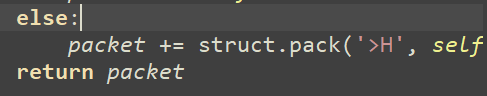 else:
packet += struct.pack('>H', self
return packet